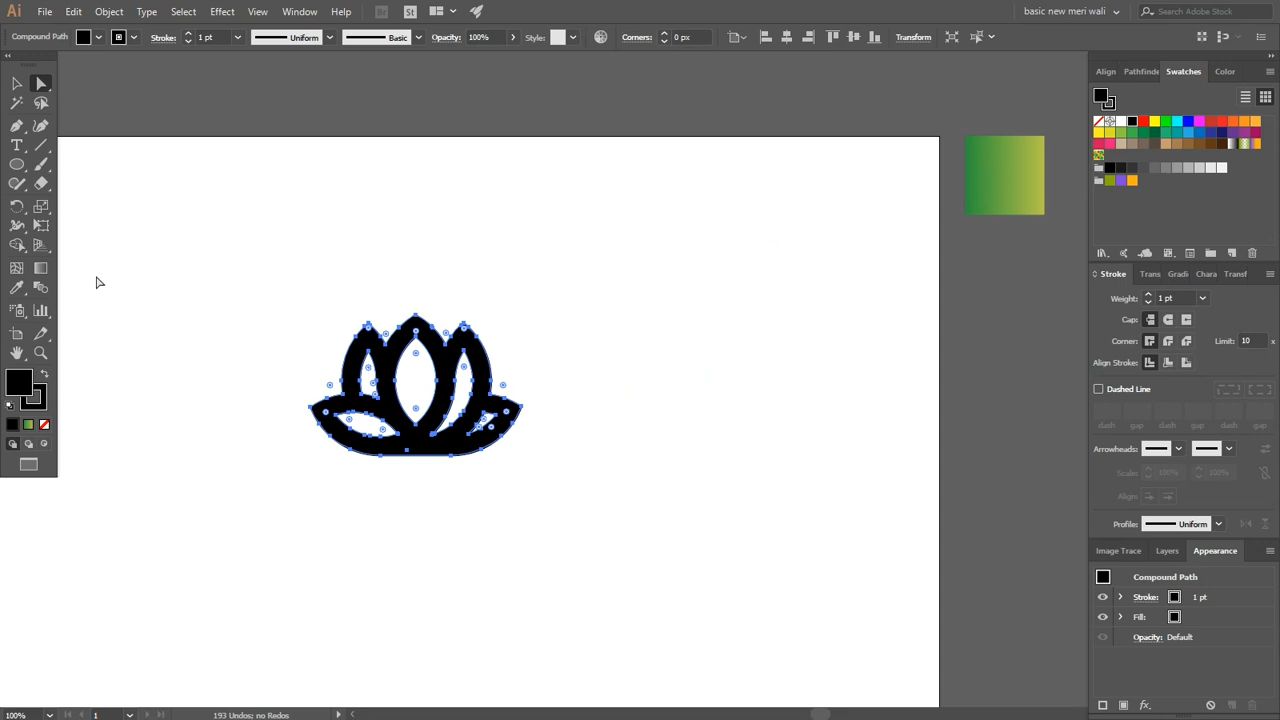 Ai File Edit Object Type Select Effect View Window Help Br St basic new meri wali Search Adobe Stock
Compound Path Stroke: 1 pt Uniform Basic Opacity: 100% Style: Corners: 0 px Transform
Align Pathfinde Swatches Color
Stroke Trans Gradi Chara Transf
Weight: 1 pt
Cap:
Corner: Limit: 10 x
Align Stroke:
Dashed Line
dash gap dash gap dash gap
Arrowheads:
Scale: 100% 100%
Align:
Profile: Uniform
Image Trace Layers Appearance
Compound Path
Stroke: 1 pt
Fill:
Opacity: Default
100% 1 193 Undos; no Redos